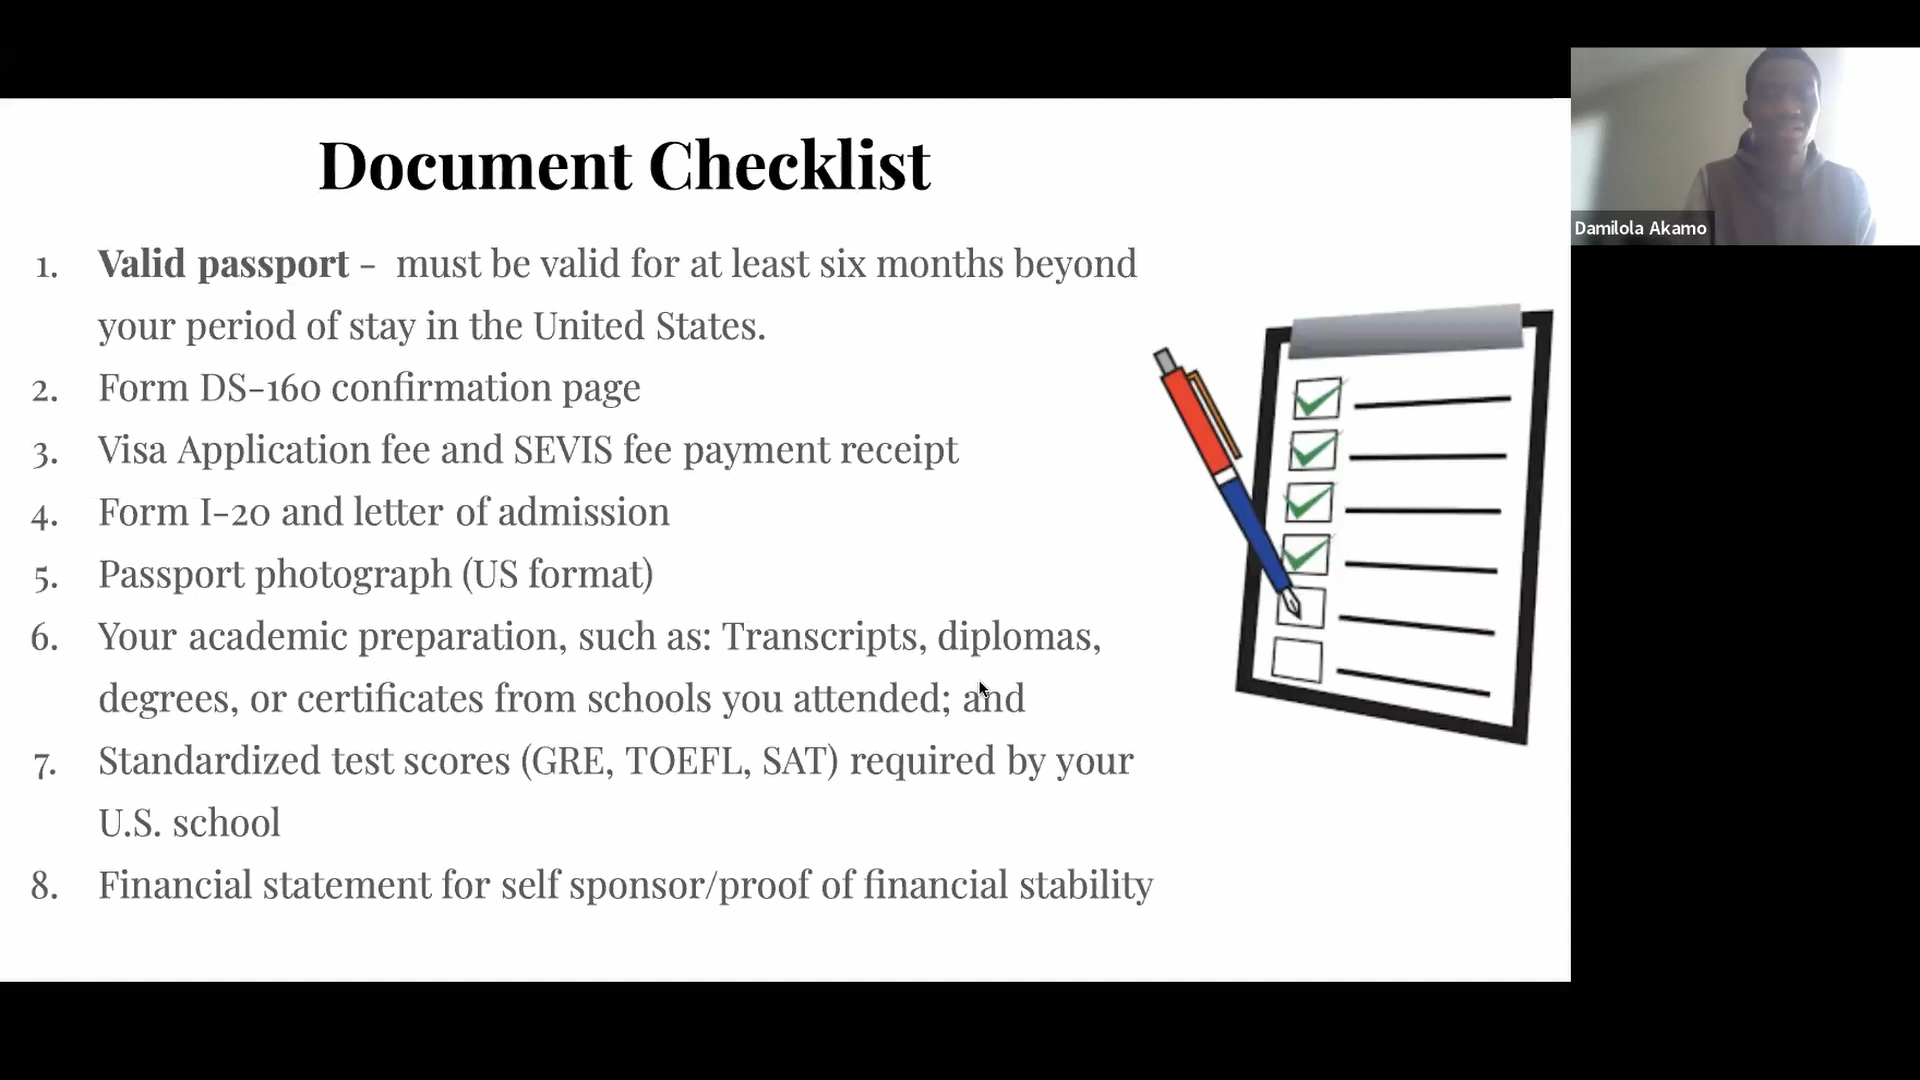 Document Checklist
1. Valid passport - must be valid for at least six months beyond
your period of stay in the United States.
2. Form DS-160 confirmation page
3. Visa Application fee and SEVIS fee payment receipt
4. Form I-20 and letter of admission
5. Passport photograph (US format)
6. Your academic preparation, such as: Transcripts, diplomas,
degrees, or certificates from schools you attended; and
7. Standardized test scores (GRE, TOEFL, SAT) required by your
U.S. school
8. Financial statement for self sponsor/proof of financial stability
Damilola Akamo